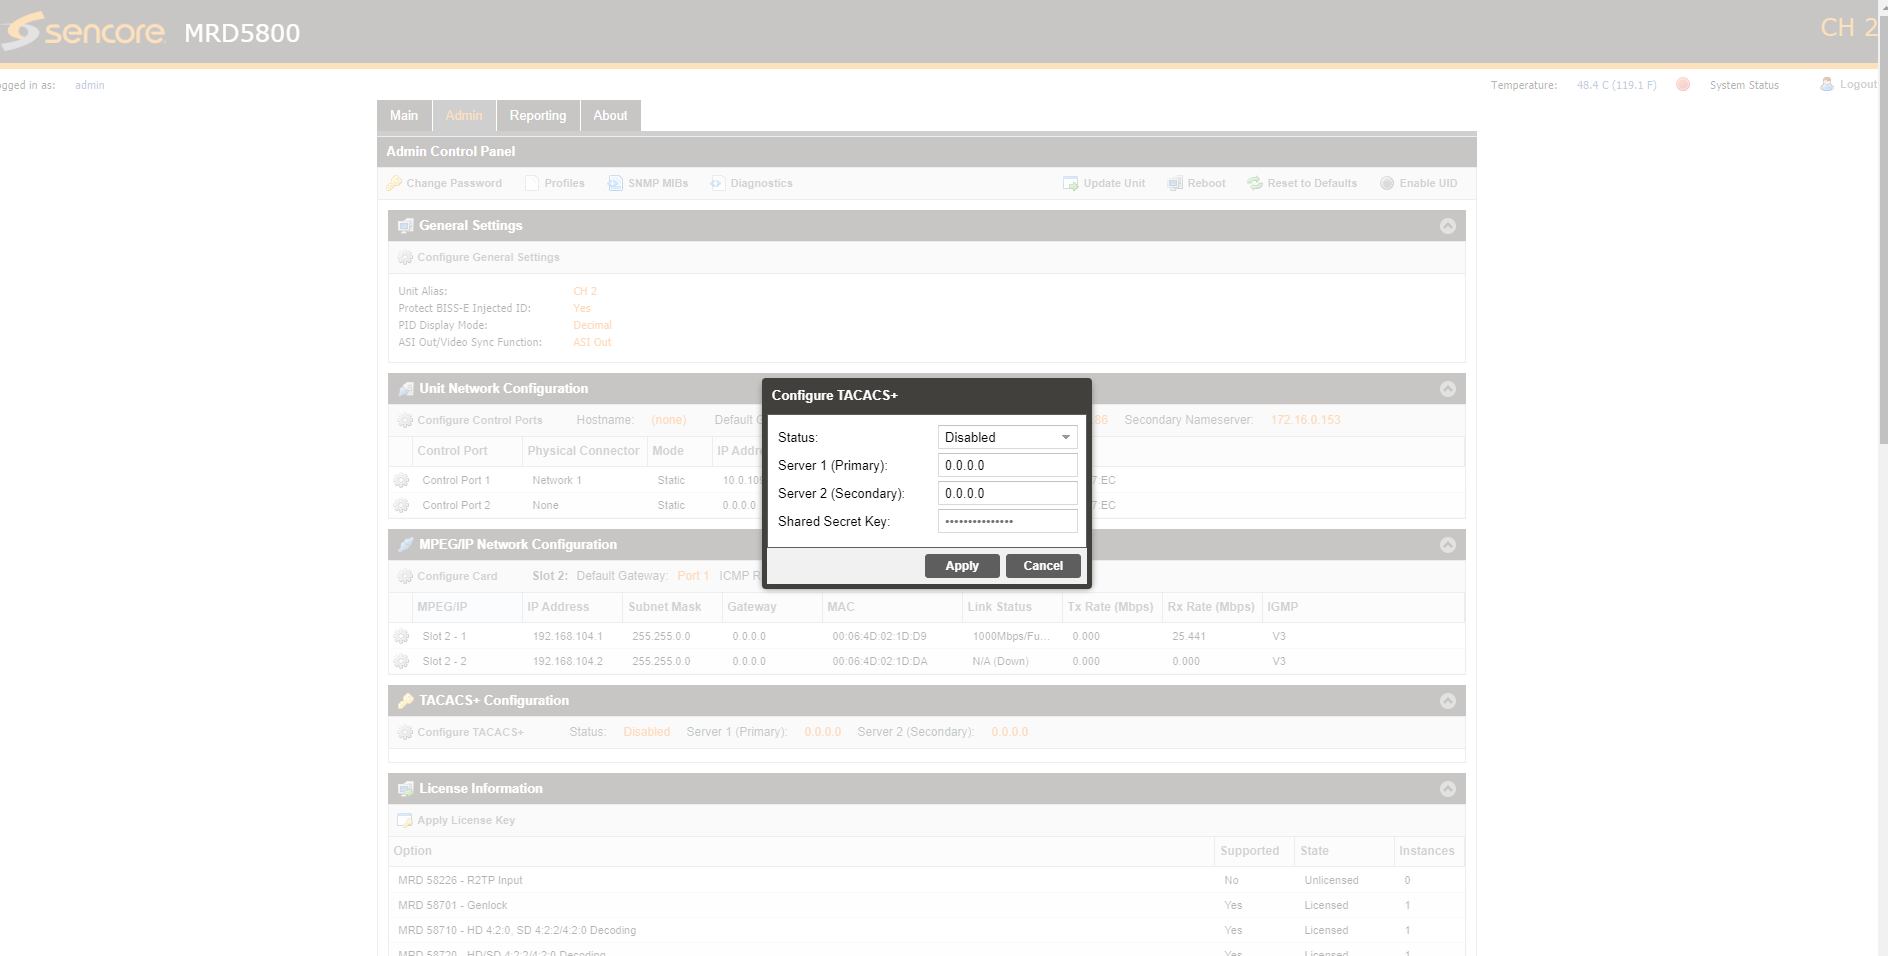 sencore MRD5800 CH 2
ogged in as: admin Temperature: 48.4 C (119.1 F) System Status Logout
Main Admin Reporting About
Admin Control Panel
Change Password Profiles SNMP MIBs Diagnostics Update Unit Reboot Reset to Defaults Enable UID
General Settings
Configure General Settings
Unit Alias: CH 2
Protect BISS-E Injected ID: Yes
PID Display Mode: Decimal
ASI Out/Video Sync Function: ASI Out
Unit Network Configuration
Configure Control Ports Hostname: (none) Default 86 Secondary Nameserver: 172.16.0.153
Control Port Physical Connector Mode IP Addr
Control Port 1 Network 1 Static 10.0.10 7:EC
Control Port 2 None Static 0.0.0.0 7:EC
Configure TACACS+
Status: Disabled
Server 1 (Primary): 0.0.0.0
Server 2 (Secondary): 0.0.0.0
Shared Secret Key: •••••••••••••••
Apply Cancel
MPEG/IP Network Configuration
Configure Card Slot 2: Default Gateway: Port 1 ICMP R
MPEG/IP IP Address Subnet Mask Gateway MAC Link Status Tx Rate (Mbps) Rx Rate (Mbps) IGMP
Slot 2 - 1 192.168.104.1 255.255.0.0 0.0.0.0 00:06:4D:02:1D:D9 1000Mbps/Fu... 0.000 25.441 V3
Slot 2 - 2 192.168.104.2 255.255.0.0 0.0.0.0 00:06:4D:02:1D:DA N/A (Down) 0.000 0.000 V3
TACACS+ Configuration
Configure TACACS+ Status: Disabled Server 1 (Primary): 0.0.0.0 Server 2 (Secondary): 0.0.0.0
License Information
Apply License Key
Option Supported State Instances
MRD 58226 - R2TP Input No Unlicensed 0
MRD 58701 - Genlock Yes Licensed 1
MRD 58710 - HD 4:2:0, SD 4:2:2/4:2:0 Decoding Yes Licensed 1
MRD 58720 - HD/SD 4:2:2/4:2:0 Decoding Yes Licensed 1